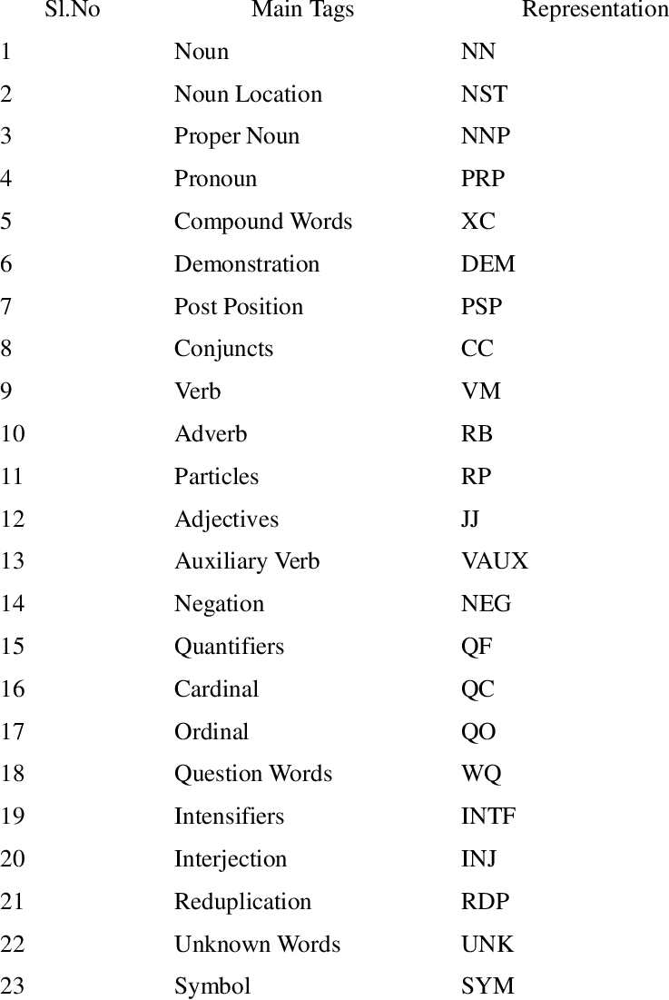 Sl.No Main Tags Representation
1 Noun NN
2 Noun Location NST
3 Proper Noun NNP
4 Pronoun PRP
5 Compound Words XC
6 Demonstration DEM
7 Post Position PSP
8 Conjuncts CC
9 Verb VM
10 Adverb RB
11 Particles RP
12 Adjectives JJ
13 Auxiliary Verb VAUX
14 Negation NEG
15 Quantifiers QF
16 Cardinal QC
17 Ordinal QO
18 Question Words WQ
19 Intensifiers INTF
20 Interjection INJ
21 Reduplication RDP
22 Unknown Words UNK
23 Symbol SYM